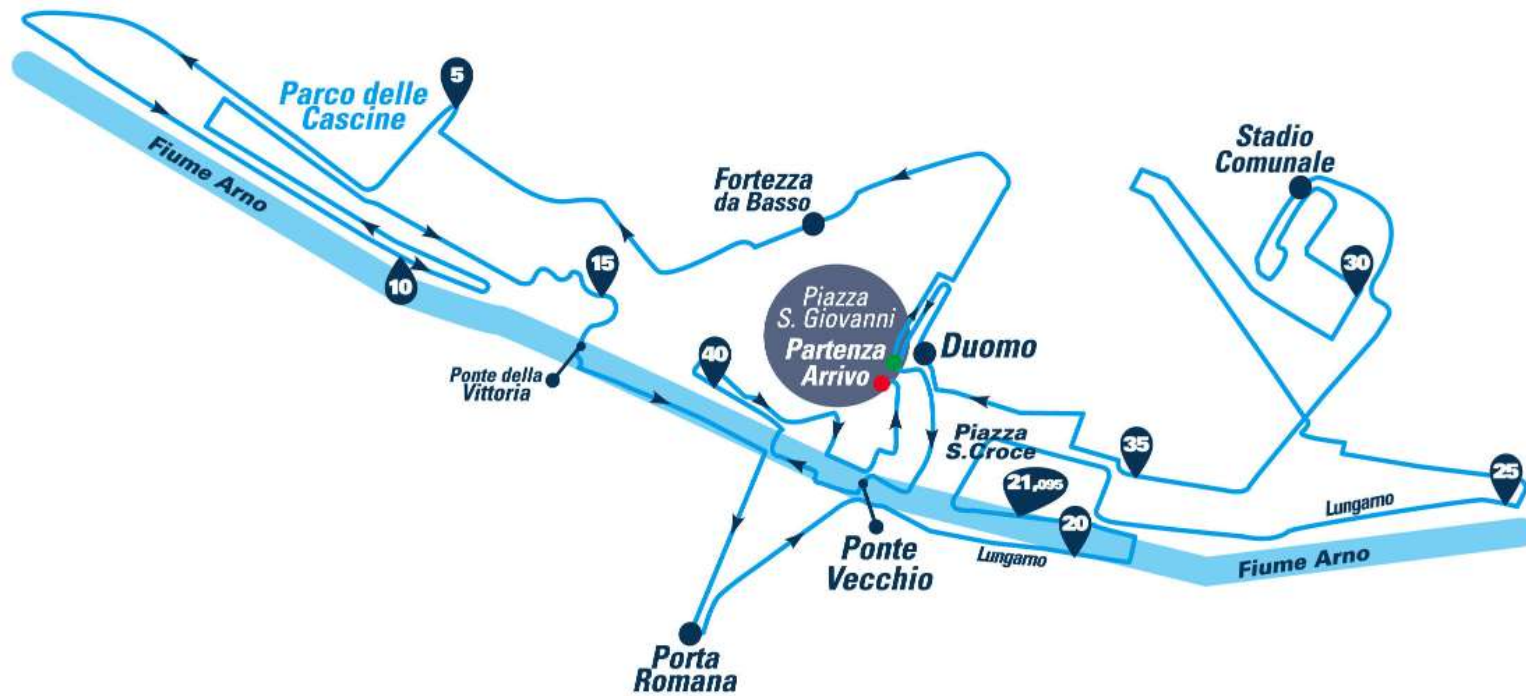 5
Parco delle
Cascine
Fiume Arno
10
15
Ponte della
Vittoria
Fortezza
da Basso
Piazza
S. Giovanni
Partenza
Arrivo
Duomo
40
Piazza
S.Croce
21,095
20
Lungarno
Ponte
Vecchio
Porta
Romana
Stadio
Comunale
30
35
25
Lungarno
Fiume Arno